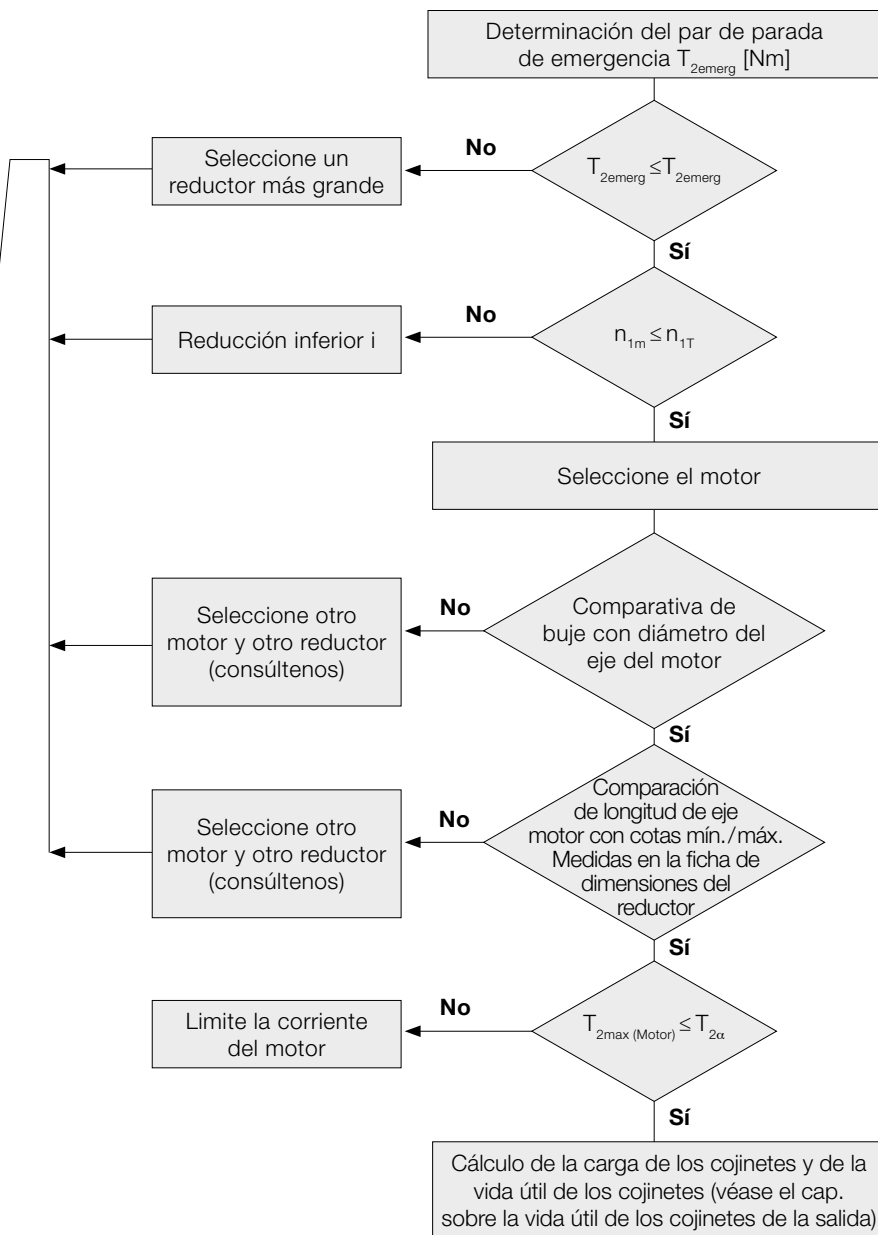 Determinación del par de parada
de emergencia T2emerg [Nm]
No
Seleccione un
reductor más grande
T2emerg ≤ T2emerg
Sí
No
Reducción inferior i
n1m ≤ n1T
Sí
Seleccione el motor
No
Seleccione otro
motor y otro reductor
(consúltenos)
Comparativa de
buje con diámetro del
eje del motor
Sí
No
Seleccione otro
motor y otro reductor
(consúltenos)
Comparación
de longitud de eje
motor con cotas mín./máx.
Medidas en la ficha de
dimensiones del
reductor
Sí
No
Limite la corriente
del motor
T2max (Motor) ≤ T2α
Sí
Cálculo de la carga de los cojinetes y de la
vida útil de los cojinetes (véase el cap.
sobre la vida útil de los cojinetes de la salida)